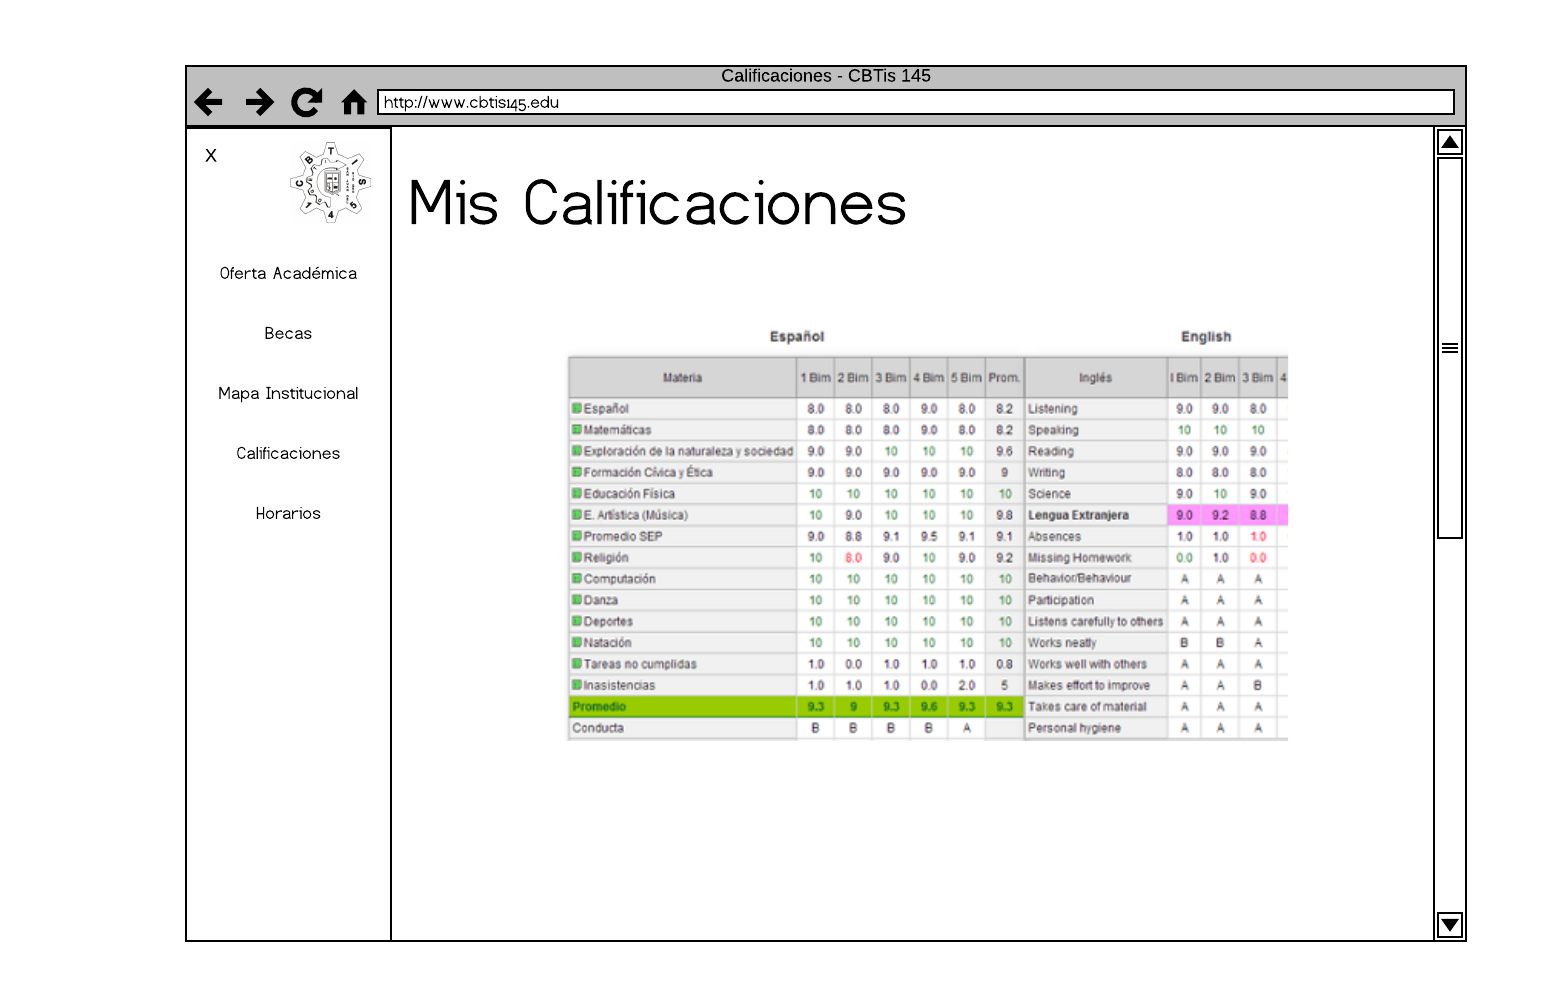 Calificaciones - CBTis 145
http://www.cbtis145.edu
X
C B T I S 1 4 5
Mis Calificaciones
Oferta Académica
Becas
Mapa Institucional
Calificaciones
Horarios
Español English
Materia 1 Bim 2 Bim 3 Bim 4 Bim 5 Bim Prom. Inglés I Bim 2 Bim 3 Bim 4
Español 8.0 8.0 8.0 9.0 8.0 8.2 Listening 9.0 9.0 8.0
Matemáticas 8.0 8.0 8.0 9.0 8.0 8.2 Speaking 10 10 10
Exploración de la naturaleza y sociedad 9.0 9.0 10 10 10 9.6 Reading 9.0 9.0 9.0
Formación Cívica y Ética 9.0 9.0 9.0 9.0 9.0 9 Writing 8.0 8.0 8.0
Educación Física 10 10 10 10 10 10 Science 9.0 10 9.0
E. Artística (Música) 10 9.0 10 10 10 9.8 Lengua Extranjera 9.0 9.2 8.8
Promedio SEP 9.0 8.8 9.1 9.5 9.1 9.1 Absences 1.0 1.0 1.0
Religión 10 8.0 9.0 10 9.0 9.2 Missing Homework 0.0 1.0 0.0
Computación 10 10 10 10 10 10 Behavior/Behaviour A A A
Danza 10 10 10 10 10 10 Participation A A A
Deportes 10 10 10 10 10 10 Listens carefully to others A A A
Natación 10 10 10 10 10 10 Works neatly B B A
Tareas no cumplidas 1.0 0.0 1.0 1.0 1.0 0.8 Works well with others A A A
Inasistencias 1.0 1.0 1.0 0.0 2.0 5 Makes effort to improve A A B
Promedio 9.3 9 9.3 9.6 9.3 9.3 Takes care of material A A A
Conducta B B B B A Personal hygiene A A A